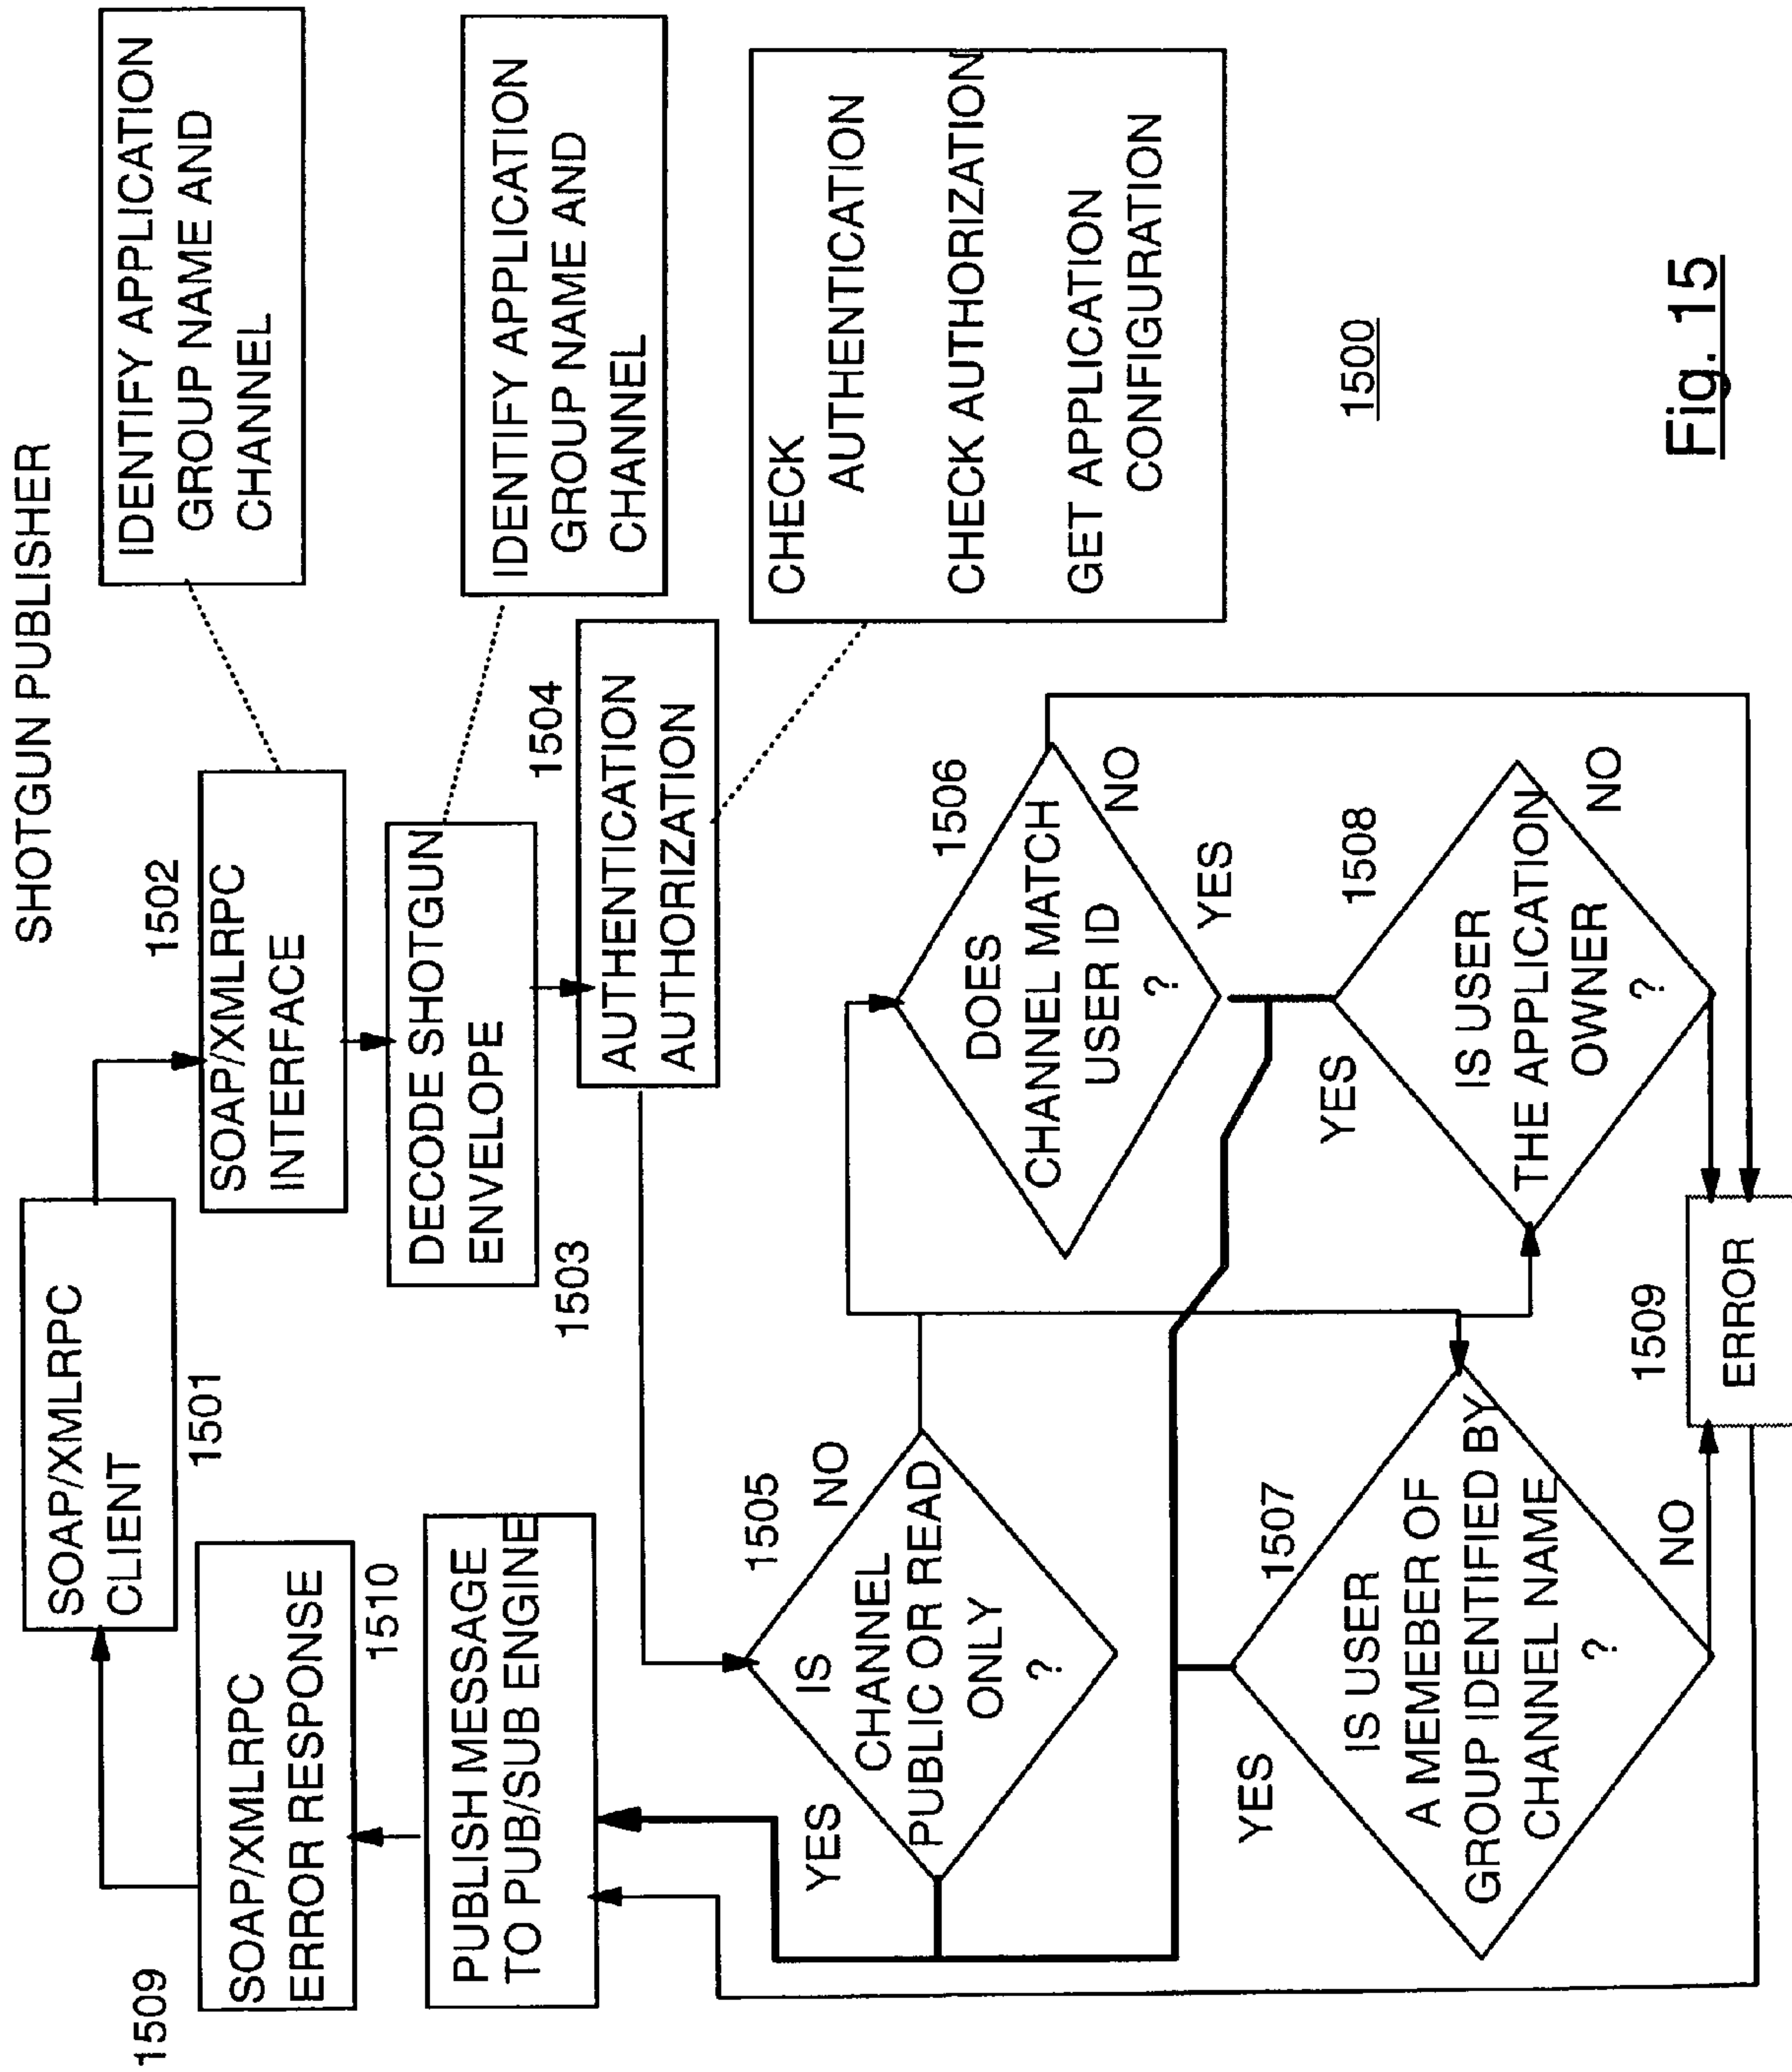 SHOTGUN PUBLISHER
SOAP/XMLRPC
CLIENT
1501
1502
SOAP/XMLRPC
INTERFACE
IDENTIFY APPLICATION
GROUP NAME AND
CHANNEL
1509
SOAP/XMLRPC
ERROR RESPONSE
1510
DECODE SHOTGUN
ENVELOPE
1503
IDENTIFY APPLICATION
GROUP NAME AND
CHANNEL
PUBLISH MESSAGE
TO PUB/SUB ENGINE
1504
AUTHENTICATION
AUTHORIZATION
CHECK
AUTHENTICATION
CHECK AUTHORIZATION
GET APPLICATION
CONFIGURATION
1505
IS
CHANNEL
PUBLIC OR READ
ONLY
?
YES
NO
1506
DOES
CHANNEL MATCH
USER ID
?
NO
YES
1507
IS USER
A MEMEBER OF
GROUP IDENTIFIED BY
CHANNEL NAME
?
YES
NO
1508
IS USER
THE APPLICATION
OWNER
?
YES
NO
1509
ERROR
1500
Fig. 15